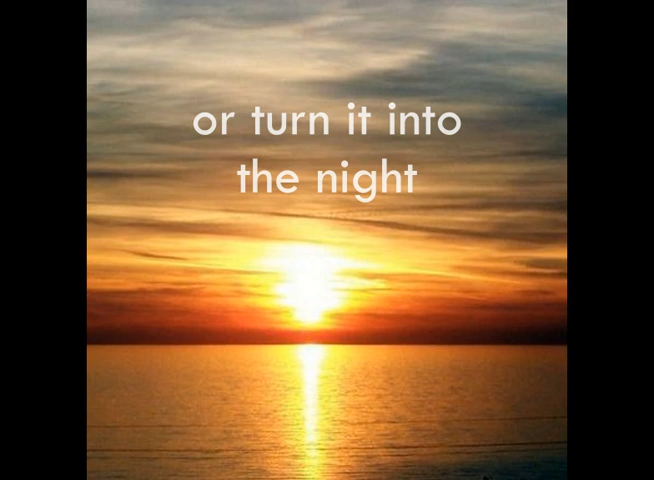 or turn it into
the night